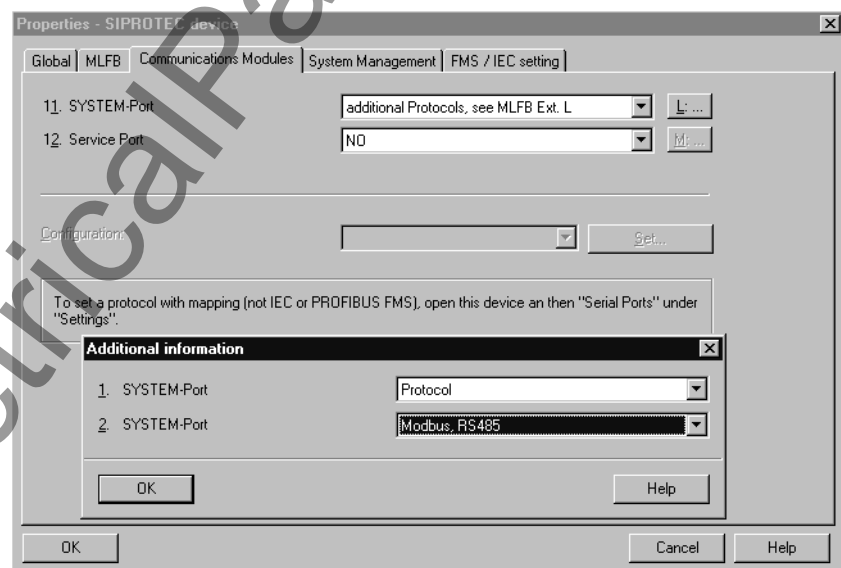 Properties - SIPROTEC device
Global MLFB Communications Modules System Management FMS / IEC setting
11. SYSTEM-Port additional Protocols, see MLFB Ext. L L: ...
12. Service Port NO M: ...
Configuration: Set...
To set a protocol with mapping (not IEC or PROFIBUS FMS), open this device an then "Serial Ports" under
"Settings".
Additional information
1. SYSTEM-Port Protocol
2. SYSTEM-Port Modbus, RS485
OK Help
OK Cancel Help